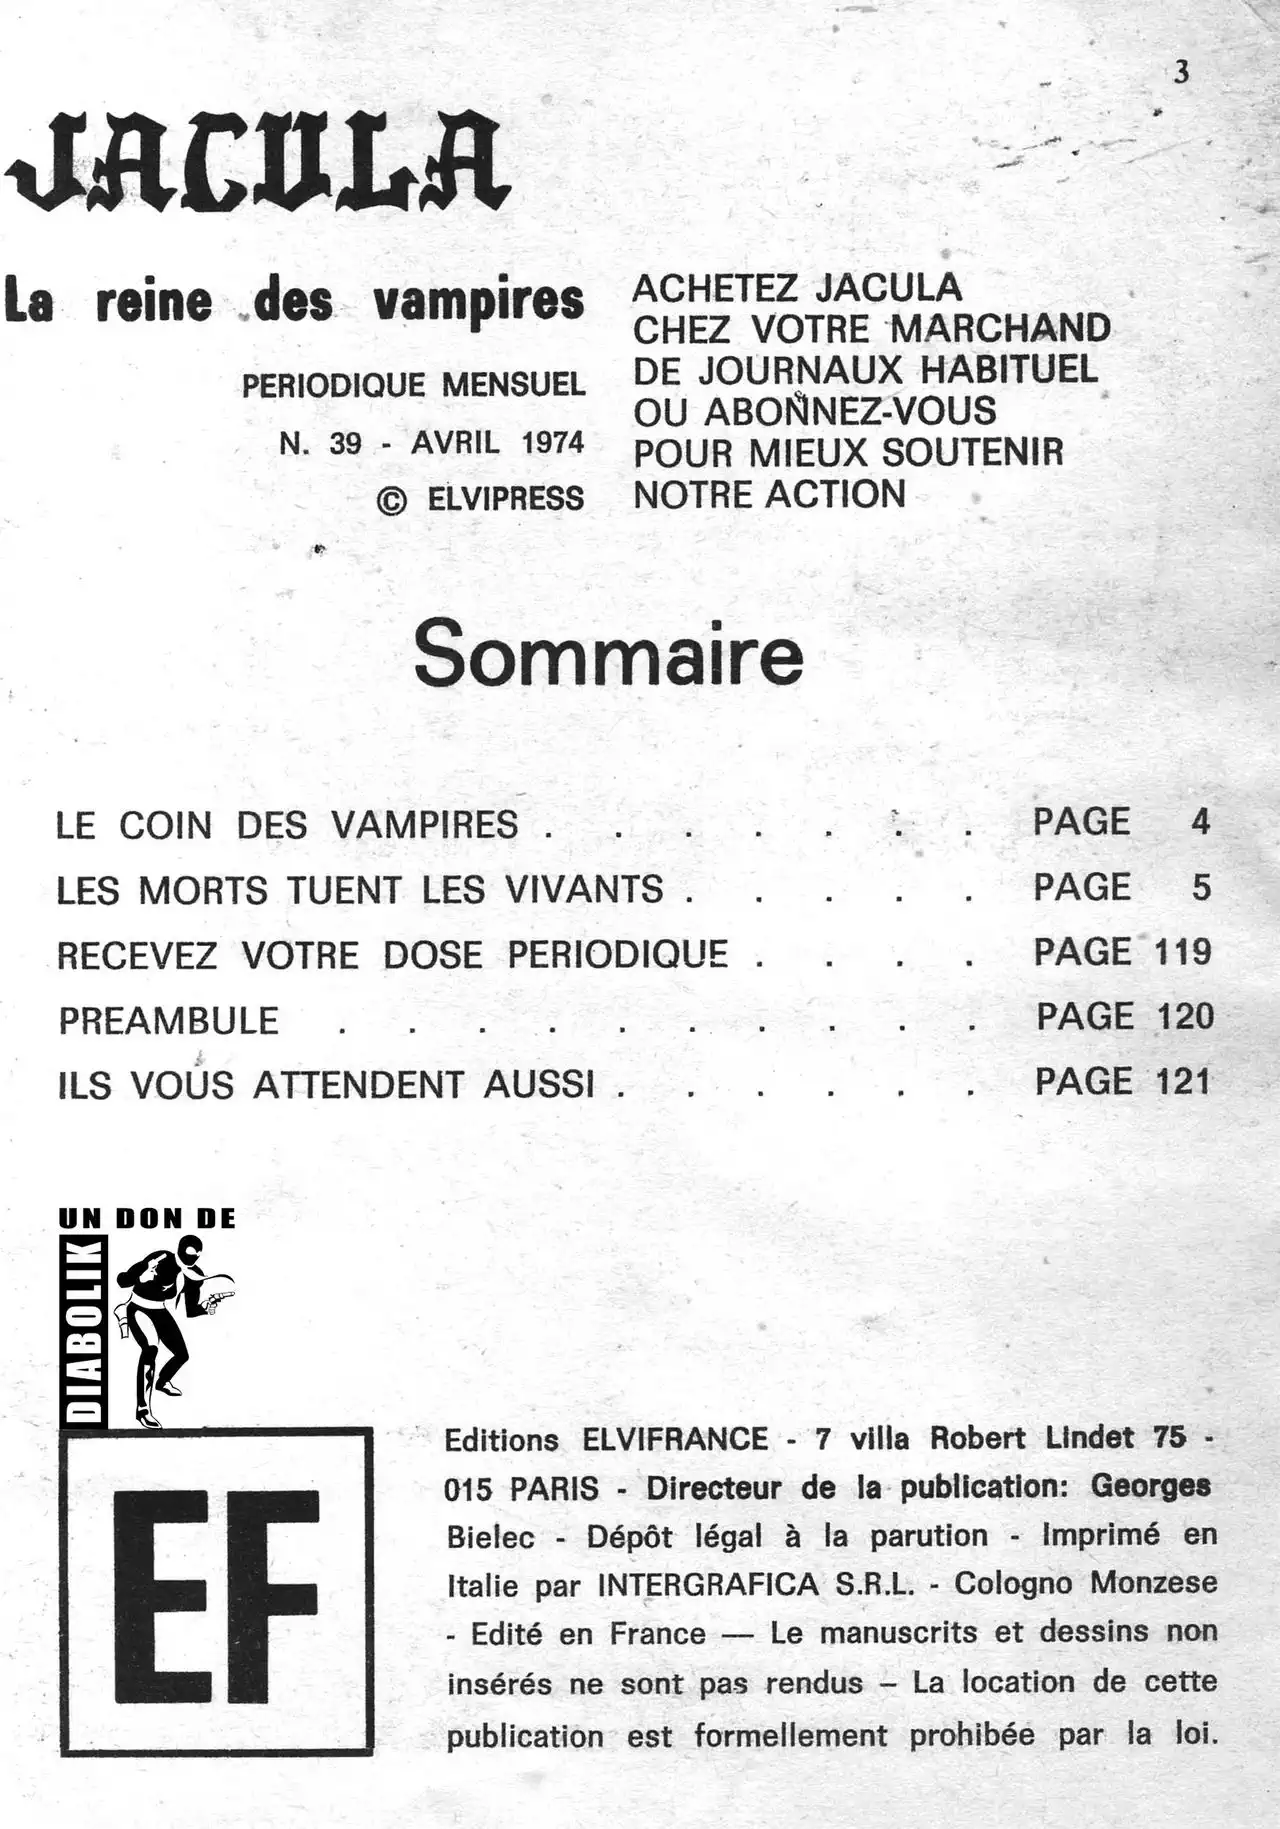 3
JACULA
La reine des vampires
PERIODIQUE MENSUEL
N. 39 - AVRIL 1974
© ELVIPRESS
ACHETEZ JACULA
CHEZ VOTRE MARCHAND
DE JOURNAUX HABITUEL
OU ABONNEZ-VOUS
POUR MIEUX SOUTENIR
NOTRE ACTION
Sommaire
LE COIN DES VAMPIRES . . . . . . . PAGE 4
LES MORTS TUENT LES VIVANTS . . . . . PAGE 5
RECEVEZ VOTRE DOSE PERIODIQUE . . . . PAGE 119
PREAMBULE . . . . . . . . . . PAGE 120
ILS VOUS ATTENDENT AUSSI . . . . . . PAGE 121
UN DON DE
DIABOLIK
EF
Editions ELVIFRANCE - 7 villa Robert Lindet 75 -
015 PARIS - Directeur de la publication: Georges
Bielec - Dépôt légal à la parution - Imprimé en
Italie par INTERGRAFICA S.R.L. - Cologno Monzese
- Edité en France — Le manuscrits et dessins non
insérés ne sont pas rendus – La location de cette
publication est formellement prohibée par la loi.